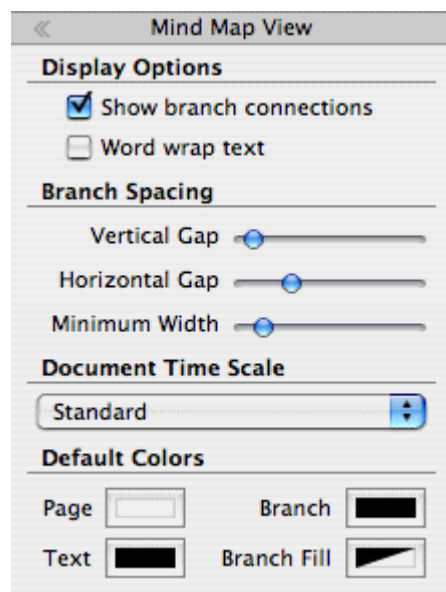 Mind Map View
Display Options
Show branch connections
Word wrap text
Branch Spacing
Vertical Gap
Horizontal Gap
Minimum Width
Document Time Scale
Standard
Default Colors
Page Branch
Text Branch Fill